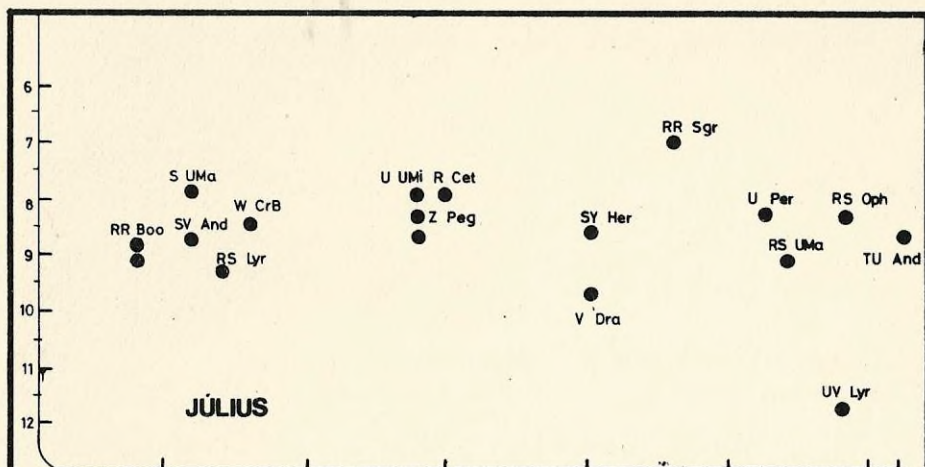 6
RR Sgr
7
S UMa
U UMi R Cet
8
W CrB
U Per
RS Oph
SV And
Z Peg
SY Her
RR Boo
9
RS Lyr
RS UMa
TU And
10
V Dra
11
UV Lyr
JÚLIUS
12